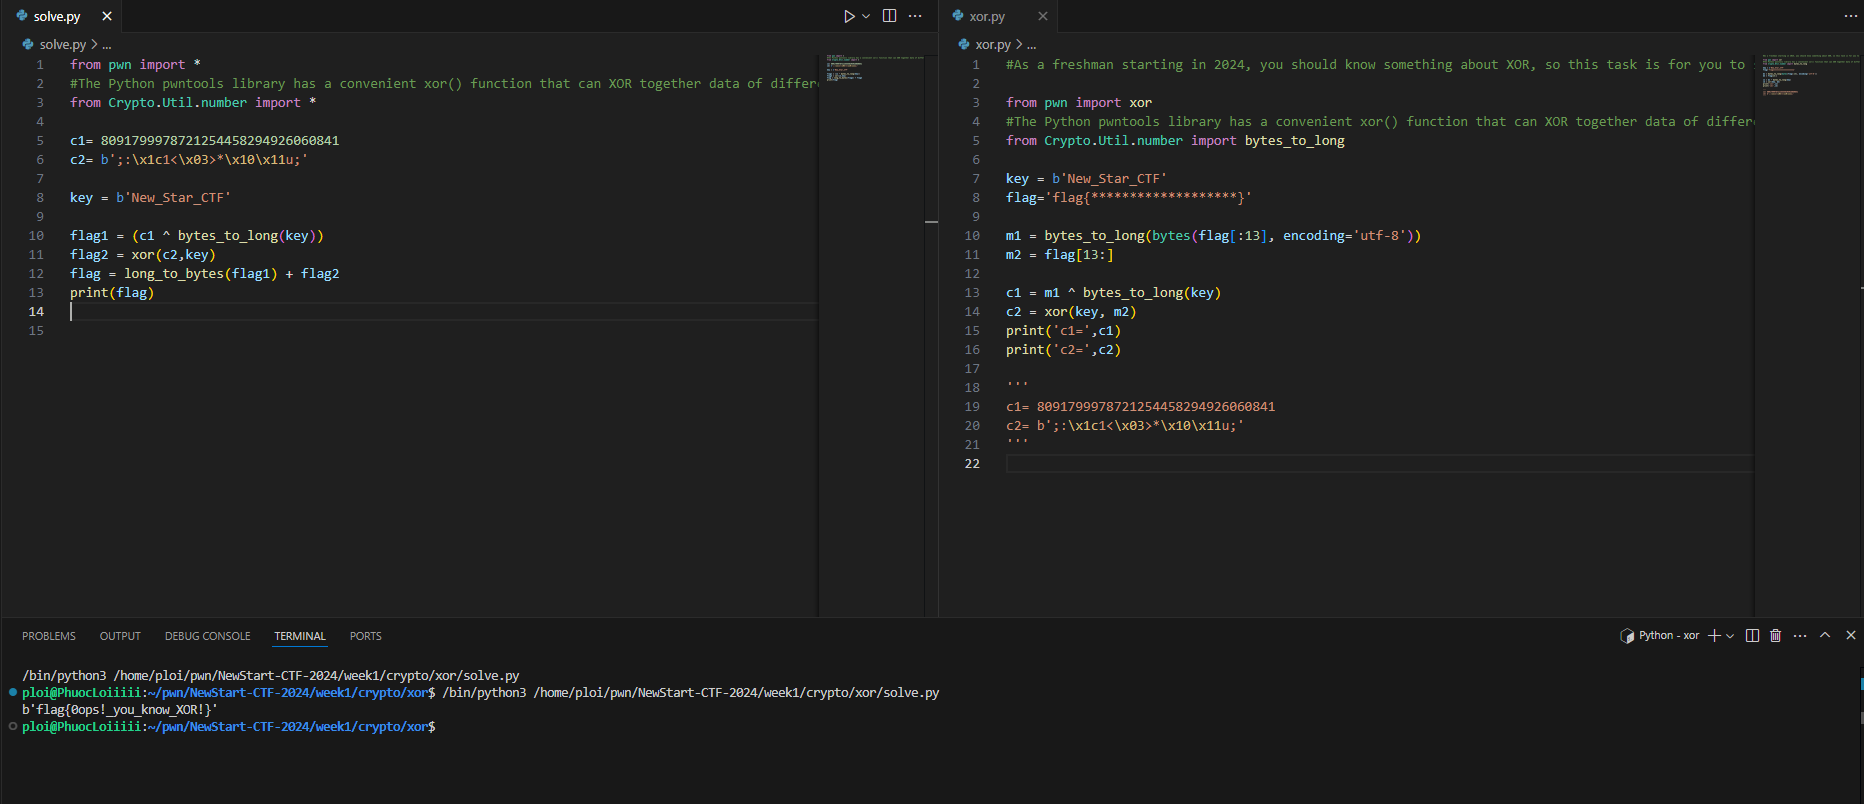 solve.py
solve.py > ...
1 from pwn import *
2 #The Python pwntools library has a convenient xor() function that can XOR together data of differe
3 from Crypto.Util.number import *
4
5 c1= 8091799978721254458294926060841
6 c2= b';:\x1c1<\x03>*\x10\x11u;'
7
8 key = b'New_Star_CTF'
9
10 flag1 = (c1 ^ bytes_to_long(key))
11 flag2 = xor(c2,key)
12 flag = long_to_bytes(flag1) + flag2
13 print(flag)
14
15
xor.py
xor.py > ...
1 #As a freshman starting in 2024, you should know something about XOR, so this task is for you to
2
3 from pwn import xor
4 #The Python pwntools library has a convenient xor() function that can XOR together data of differe
5 from Crypto.Util.number import bytes_to_long
6
7 key = b'New_Star_CTF'
8 flag='flag{*******************}'
9
10 m1 = bytes_to_long(bytes(flag[:13], encoding='utf-8'))
11 m2 = flag[13:]
12
13 c1 = m1 ^ bytes_to_long(key)
14 c2 = xor(key, m2)
15 print('c1=',c1)
16 print('c2=',c2)
17
18 '''
19 c1= 8091799978721254458294926060841
20 c2= b';:\x1c1<\x03>*\x10\x11u;'
21 '''
22
PROBLEMS OUTPUT DEBUG CONSOLE TERMINAL PORTS
Python - xor
/bin/python3 /home/ploi/pwn/NewStart-CTF-2024/week1/crypto/xor/solve.py
ploi@PhuocLoiiiii:~/pwn/NewStart-CTF-2024/week1/crypto/xor$ /bin/python3 /home/ploi/pwn/NewStart-CTF-2024/week1/crypto/xor/solve.py
b'flag{0ops!_you_know_XOR!}'
ploi@PhuocLoiiiii:~/pwn/NewStart-CTF-2024/week1/crypto/xor$